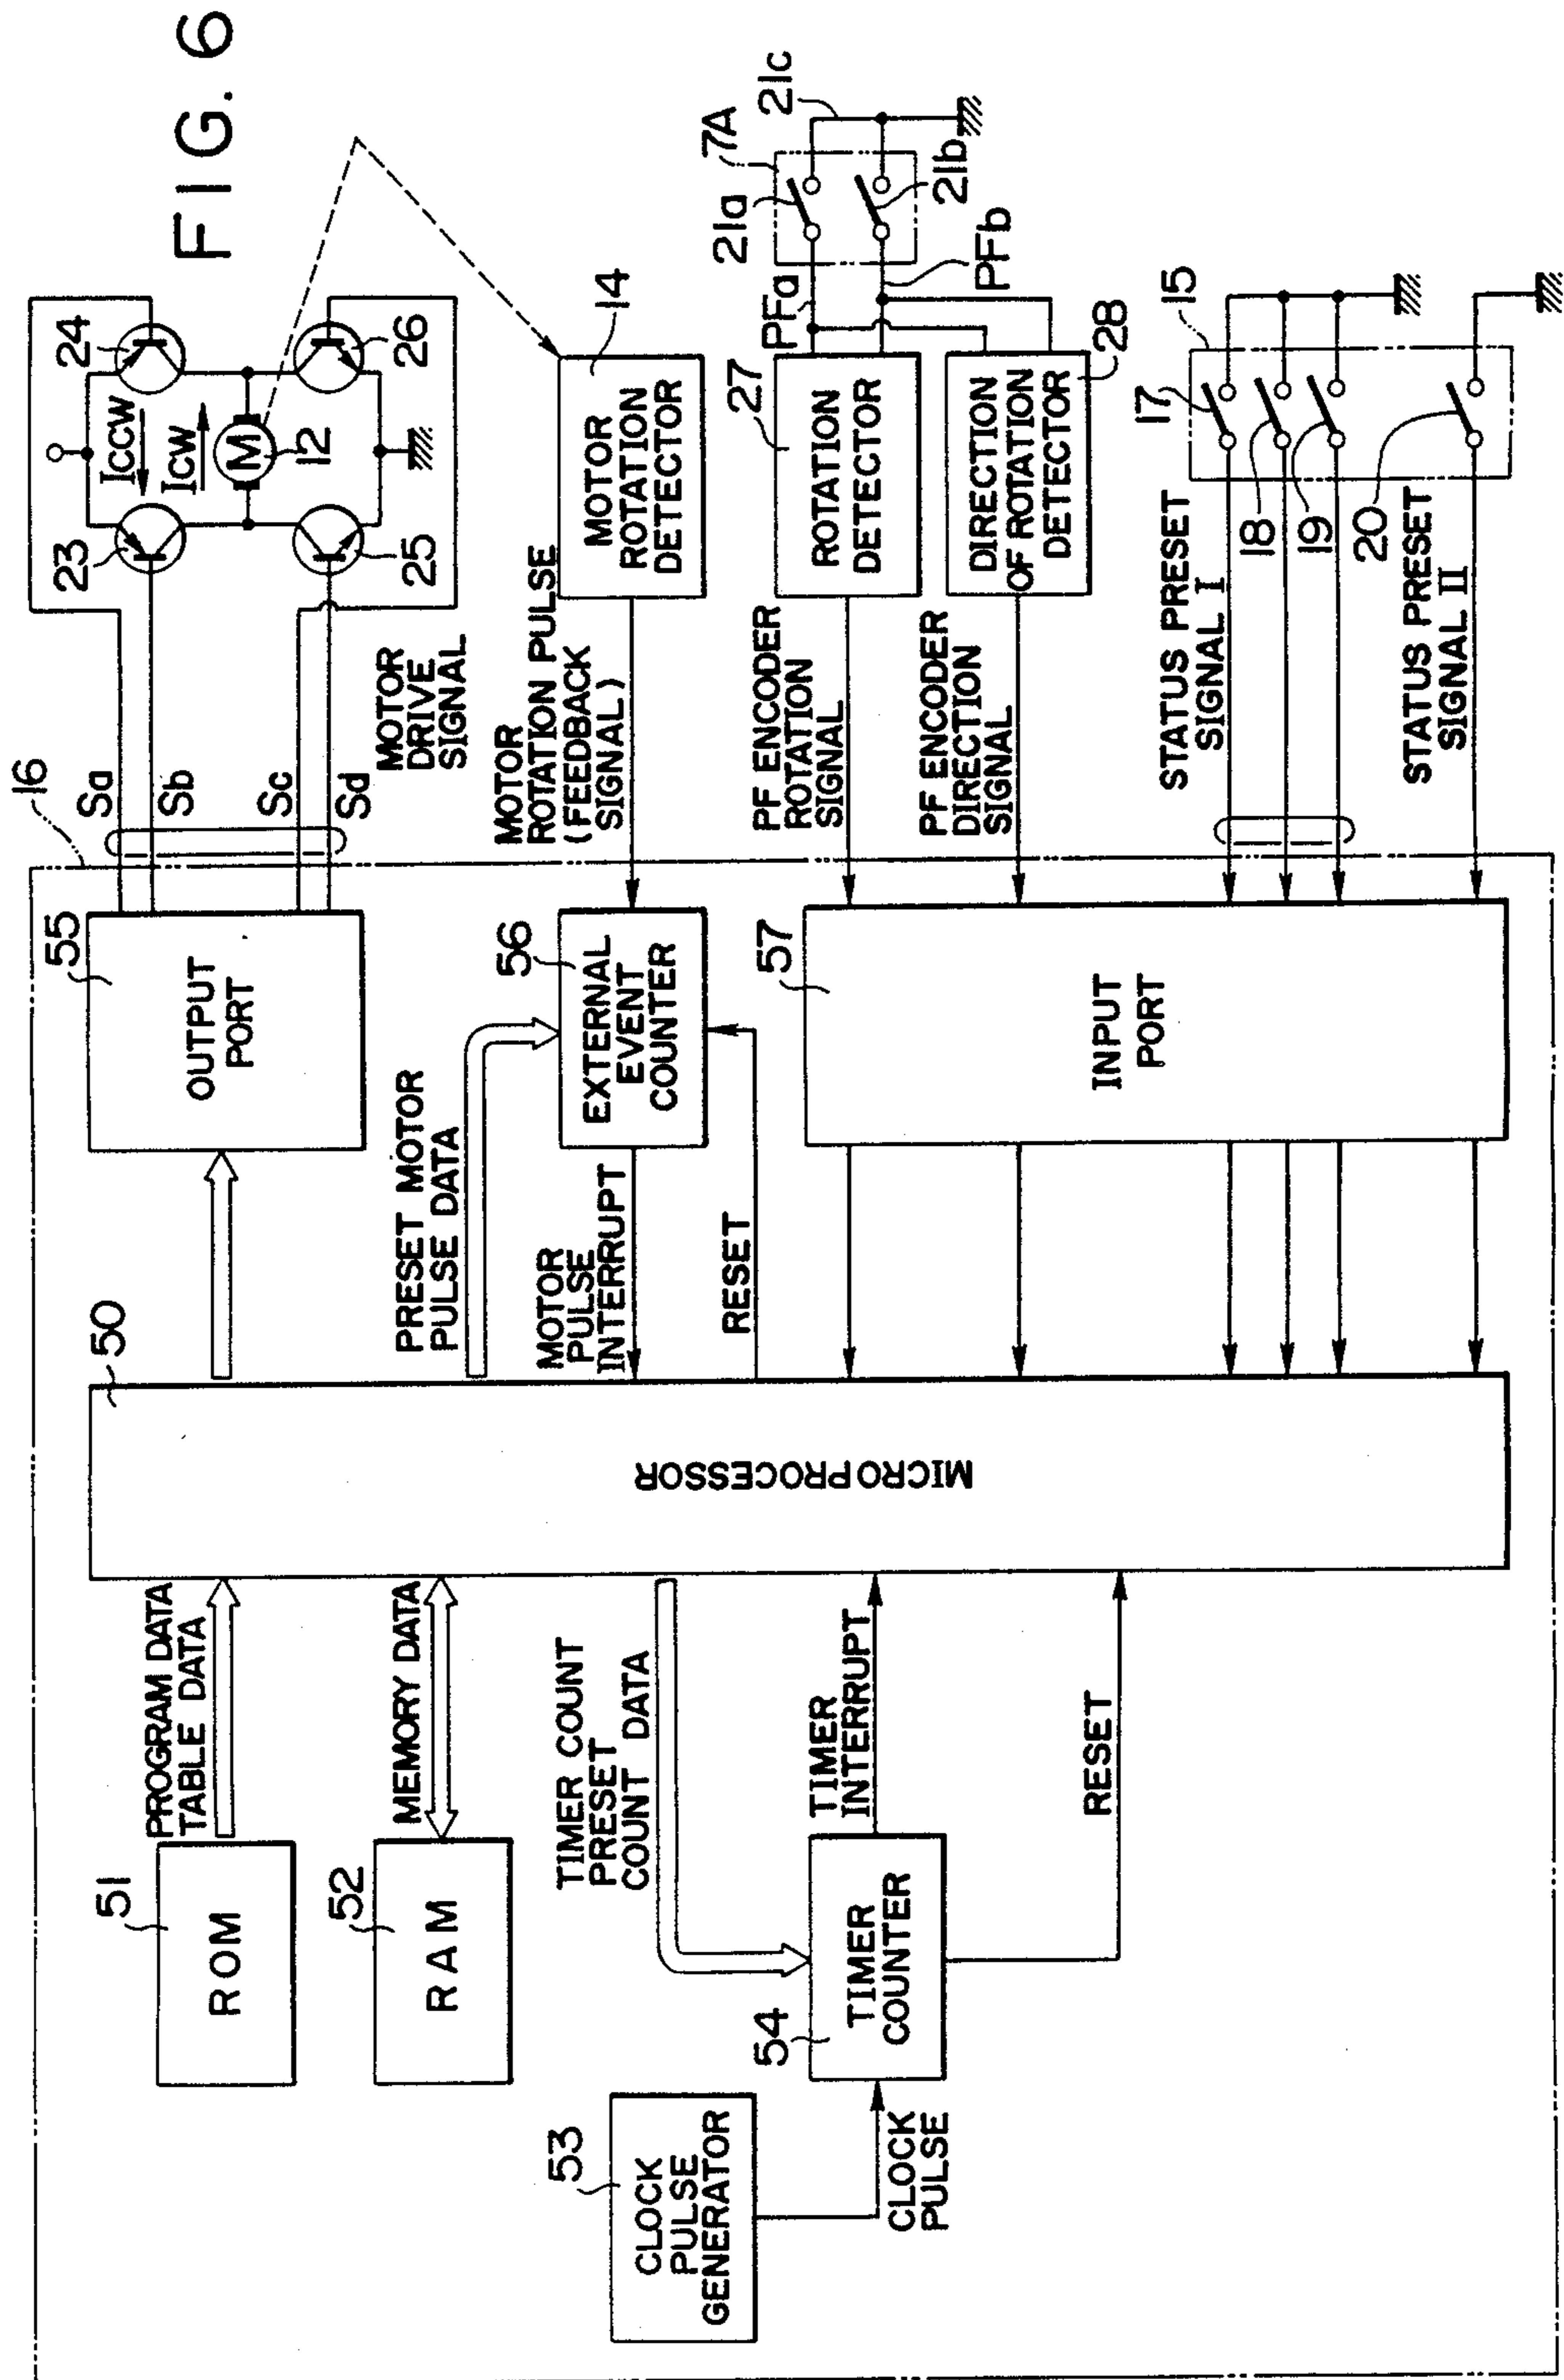 FIG. 6
16
51
ROM
PROGRAM DATA
TABLE DATA
52
RAM
MEMORY DATA
53
CLOCK
PULSE
GENERATOR
CLOCK
PULSE
54
TIMER
COUNTER
TIMER COUNT
PRESET
COUNT DATA
TIMER
INTERRUPT
RESET
50
MICROPROCESSOR
55
OUTPUT
PORT
PRESET MOTOR
PULSE DATA
MOTOR
PULSE
INTERRUPT
RESET
56
EXTERNAL
EVENT
COUNTER
57
INPUT
PORT
Sa
Sb
Sc
Sd
MOTOR
DRIVE
SIGNAL
23
24
ICCW
ICW
M
12
25
26
MOTOR
ROTATION PULSE
(FEEDBACK
SIGNAL)
14
MOTOR
ROTATION
DETECTOR
PF ENCODER
ROTATION
SIGNAL
27
ROTATION
DETECTOR
PF ENCODER
DIRECTION
SIGNAL
28
DIRECTION
OF ROTATION
DETECTOR
PFa
PFb
21a
21b
7A
21c
STATUS PRESET
SIGNAL I
15
17
18
19
20
STATUS PRESET
SIGNAL II